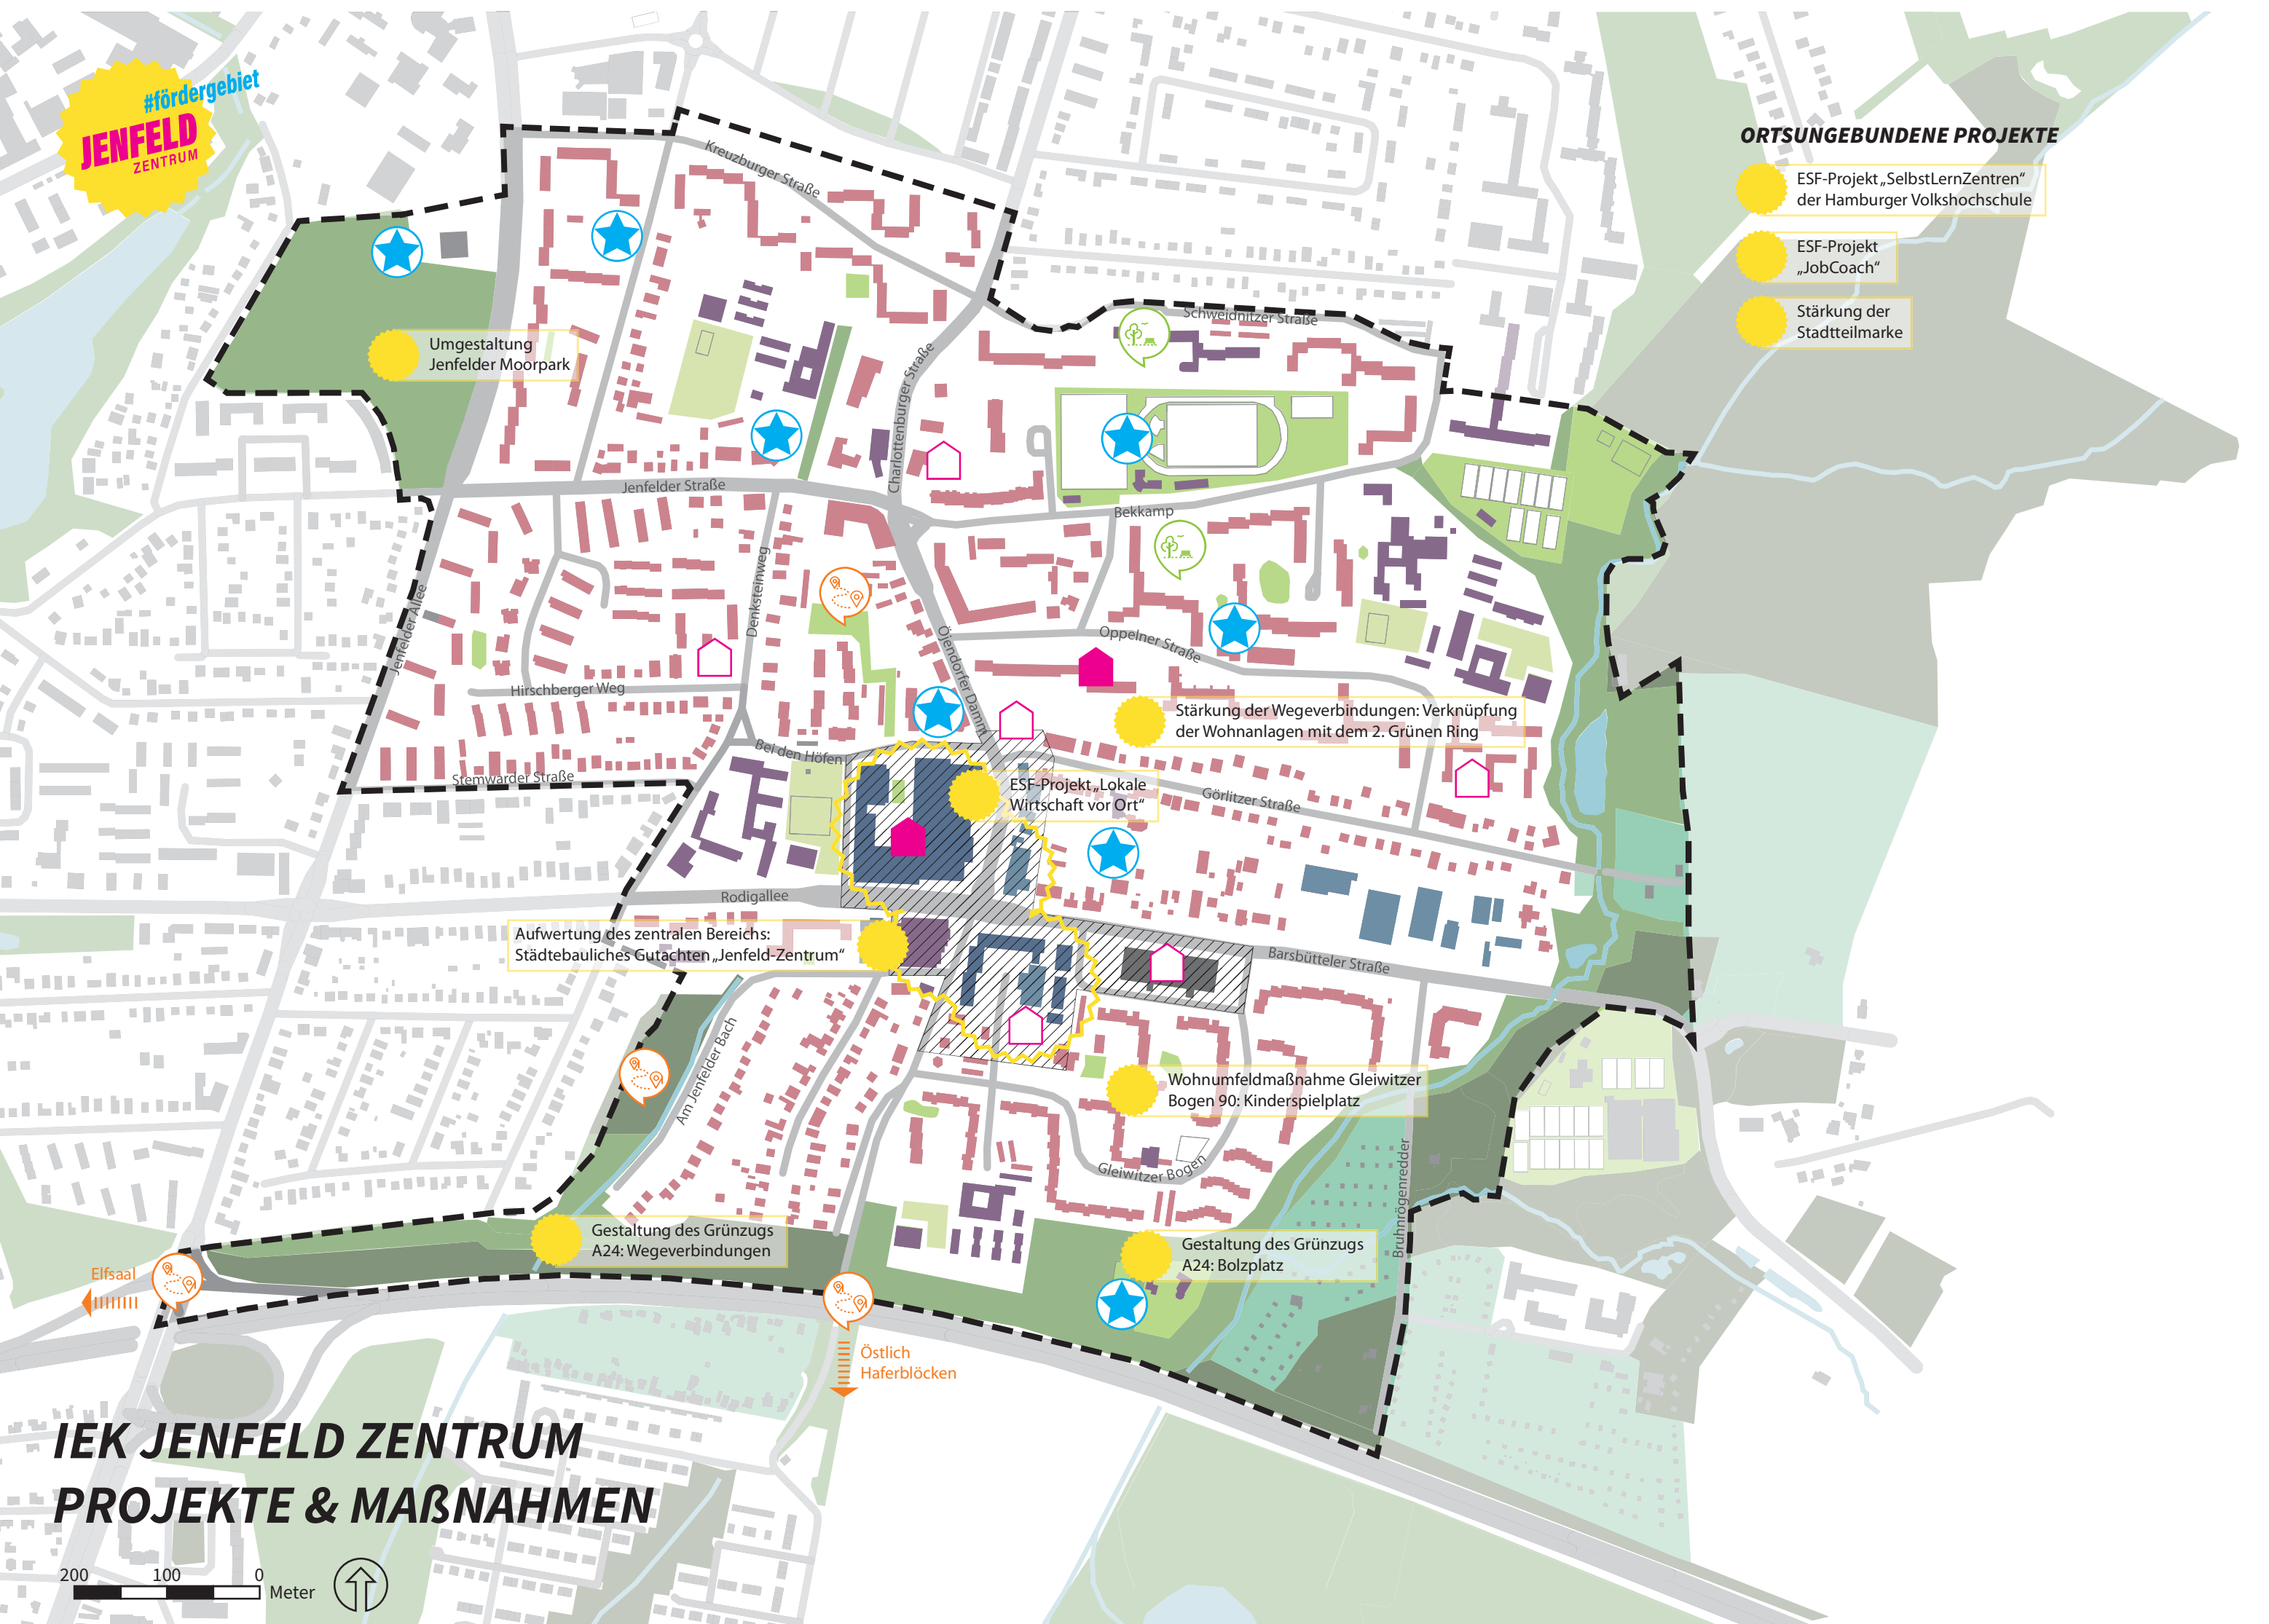 #fördergebiet
JENFELD
ZENTRUM
ORTSUNGEBUNDENE PROJEKTE
ESF-Projekt „SelbstLernZentren“
der Hamburger Volkshochschule
ESF-Projekt
„JobCoach“
Stärkung der
Stadtteilmarke
Kreuzburger Straße
Schweidnitzer Straße
Umgestaltung
Jenfelder Moorpark
Charlottenburger Straße
Jenfelder Straße
Bekkamp
Jenfelder Allee
Denksteinweg
Öjendorfer Damm
Oppelner Straße
Hirschberger Weg
Stärkung der Wegeverbindungen: Verknüpfung
der Wohnanlagen mit dem 2. Grünen Ring
Bei den Höfen
Stemwarder Straße
ESF-Projekt „Lokale
Wirtschaft vor Ort“
Görlitzer Straße
Rodigallee
Aufwertung des zentralen Bereichs:
Städtebauliches Gutachten „Jenfeld-Zentrum“
Barsbütteler Straße
Am Jenfelder Bach
Wohnumfeldmaßnahme Gleiwitzer
Bogen 90: Kinderspielplatz
Gleiwitzer Bogen
Bruhnrögenredder
Gestaltung des Grünzugs
A24: Wegeverbindungen
Gestaltung des Grünzugs
A24: Bolzplatz
Elfsaal
Östlich
Haferblöcken
IEK JENFELD ZENTRUM
PROJEKTE & MAßNAHMEN
200 100 0 Meter